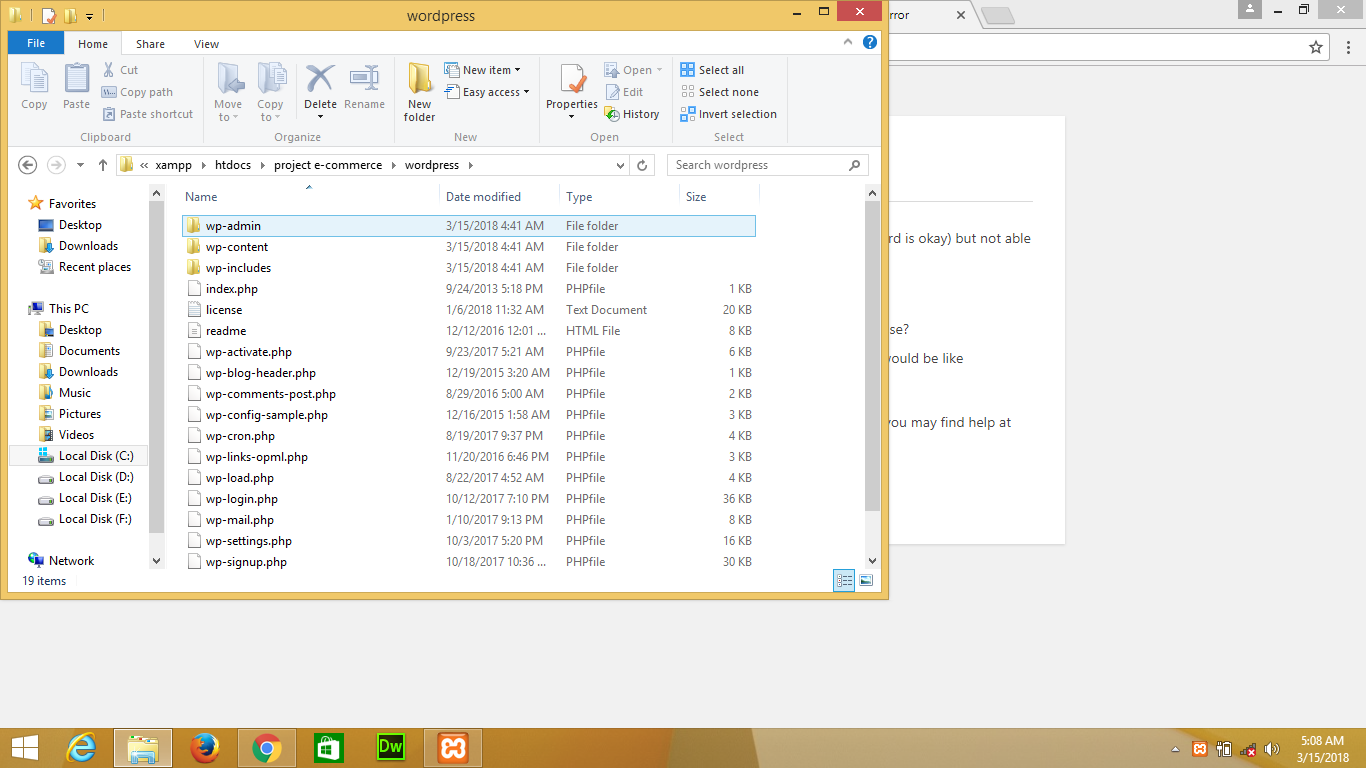 wordpress
File Home Share View
Copy
Paste
Cut
Copy path
Paste shortcut
Clipboard
Move to
Copy to
Delete
Rename
Organize
New folder
New item
Easy access
New
Properties
Open
Edit
History
Open
Select all
Select none
Invert selection
Select
« xampp htdocs project e-commerce wordpress
Search wordpress
Favorites
Desktop
Downloads
Recent places
This PC
Desktop
Documents
Downloads
Music
Pictures
Videos
Local Disk (C:)
Local Disk (D:)
Local Disk (E:)
Local Disk (F:)
Network
Name Date modified Type Size
wp-admin 3/15/2018 4:41 AM File folder
wp-content 3/15/2018 4:41 AM File folder
wp-includes 3/15/2018 4:41 AM File folder
index.php 9/24/2013 5:18 PM PHPfile 1 KB
license 1/6/2018 11:32 AM Text Document 20 KB
readme 12/12/2016 12:01 ... HTML File 8 KB
wp-activate.php 9/23/2017 5:21 AM PHPfile 6 KB
wp-blog-header.php 12/19/2015 3:20 AM PHPfile 1 KB
wp-comments-post.php 8/29/2016 5:00 AM PHPfile 2 KB
wp-config-sample.php 12/16/2015 1:58 AM PHPfile 3 KB
wp-cron.php 8/19/2017 9:37 PM PHPfile 4 KB
wp-links-opml.php 11/20/2016 6:46 PM PHPfile 3 KB
wp-load.php 8/22/2017 4:52 AM PHPfile 4 KB
wp-login.php 10/12/2017 7:10 PM PHPfile 36 KB
wp-mail.php 1/10/2017 9:13 PM PHPfile 8 KB
wp-settings.php 10/3/2017 5:20 PM PHPfile 16 KB
wp-signup.php 10/18/2017 10:36 ... PHPfile 30 KB
19 items
rror
rd is okay) but not able
se?
ould be like
you may find help at
Dw
5:08 AM
3/15/2018